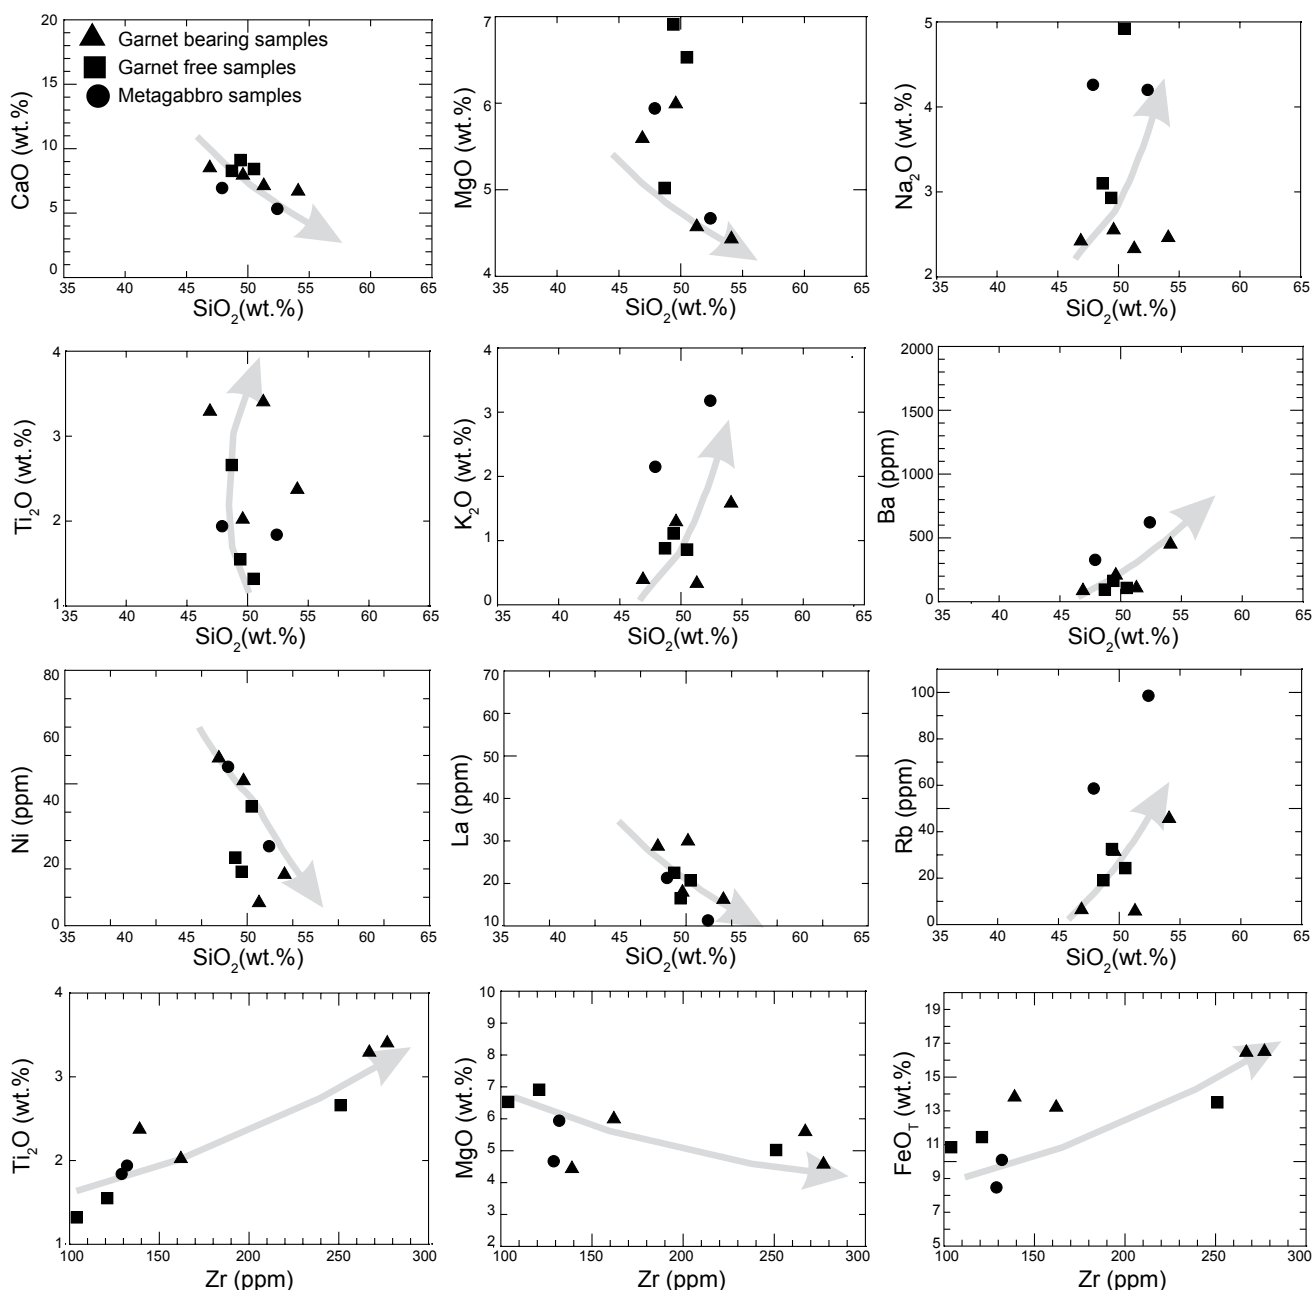 20
15
10
5
0
CaO (wt.%)
Garnet bearing samples
Garnet free samples
Metagabbro samples
35 40 45 50 55 60 65
SiO₂(wt.%)
7
6
5
4
MgO (wt.%)
35 40 45 50 55 60 65
SiO₂(wt.%)
5
4
3
2
Na₂O (wt.%)
35 40 45 50 55 60 65
SiO₂(wt.%)
4
3
2
1
Ti₂O (wt.%)
35 40 45 50 55 60 65
SiO₂(wt.%)
4
3
2
1
0
K₂O (wt.%)
35 40 45 50 55 60 65
SiO₂(wt.%)
2000
1500
1000
500
0
Ba (ppm)
35 40 45 50 55 60 65
SiO₂(wt.%)
80
60
40
20
0
Ni (ppm)
35 40 45 50 55 60 65
SiO₂(wt.%)
70
60
50
40
30
20
10
La (ppm)
35 40 45 50 55 60 65
SiO₂(wt.%)
100
80
60
40
20
0
Rb (ppm)
35 40 45 50 55 60 65
SiO₂(wt.%)
4
3
2
1
Ti₂O (wt.%)
100 150 200 250 300
Zr (ppm)
10
9
8
7
6
5
4
3
2
MgO (wt.%)
100 150 200 250 300
Zr (ppm)
19
17
15
13
11
9
7
5
FeO_T (wt.%)
100 150 200 250 300
Zr (ppm)